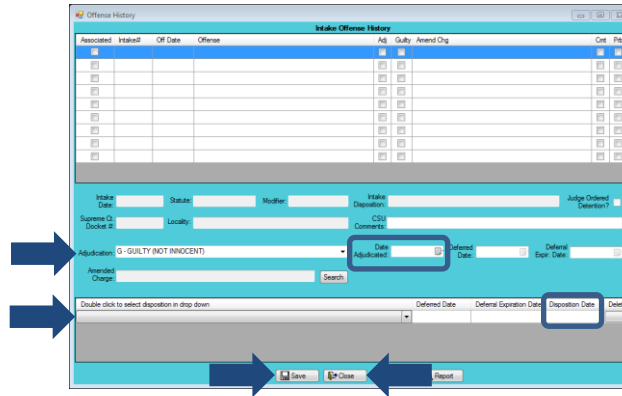 Offense History
Intake Offense History
Associated Intake# Off Date Offense Adj Guilty Amend Chg Cnt
Intake Date: Statute: Modifier: Intake Disposition: Judge Ordered Detention?
Supreme Ct. Docket # Locality: CSU Comments:
Adjudication: G - GUILTY (NOT INNOCENT) Date Adjudicated: Deferred Date: Deferral Expir. Date:
Amended Charge: Search
Double click to select disposition in drop down Deferred Date Deferral Expiration Date Disposition Date
Save Close Report